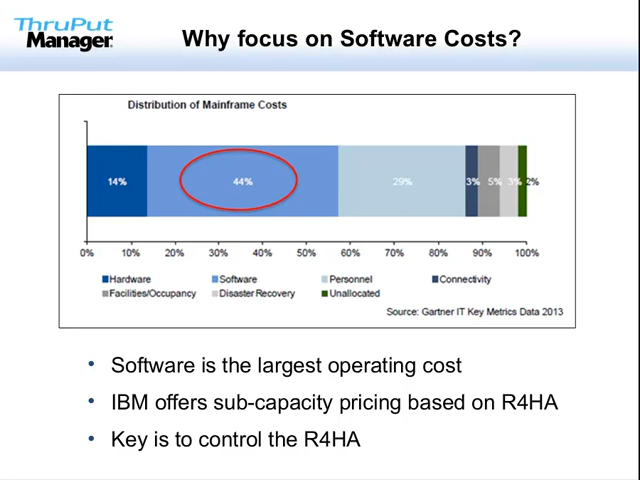 ThruPut
Manager
Why focus on Software Costs?
Distribution of Mainframe Costs
14% 44% 29% 3% 5% 3% 2%
0% 10% 20% 30% 40% 50% 60% 70% 80% 90% 100%
Hardware Software Personnel Connectivity
Facilities/Occupancy Disaster Recovery Unallocated
Source: Gartner IT Key Metrics Data 2013
• Software is the largest operating cost
• IBM offers sub-capacity pricing based on R4HA
• Key is to control the R4HA